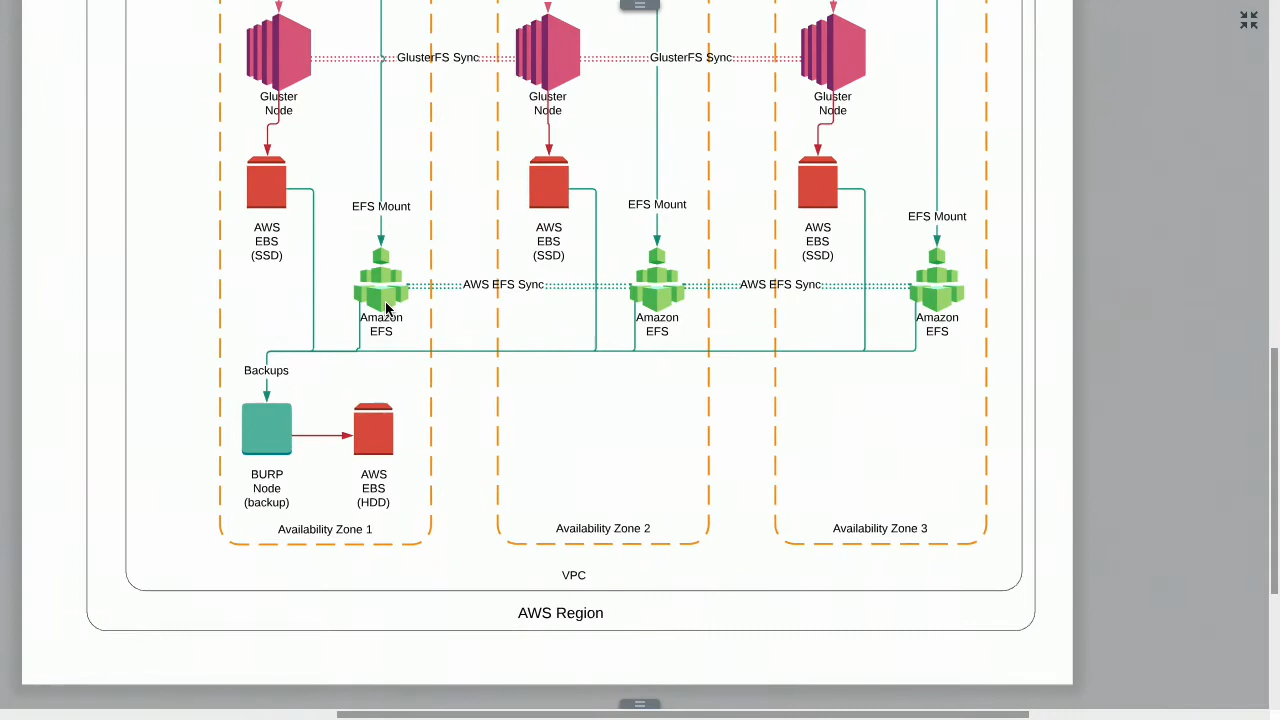 GlusterFS Sync
GlusterFS Sync
Gluster
Node
Gluster
Node
Gluster
Node
EFS Mount
EFS Mount
EFS Mount
AWS
EBS
(SSD)
AWS
EBS
(SSD)
AWS
EBS
(SSD)
AWS EFS Sync
AWS EFS Sync
Amazon
EFS
Amazon
EFS
Amazon
EFS
Backups
BURP
Node
(backup)
AWS
EBS
(HDD)
Availability Zone 1
Availability Zone 2
Availability Zone 3
VPC
AWS Region